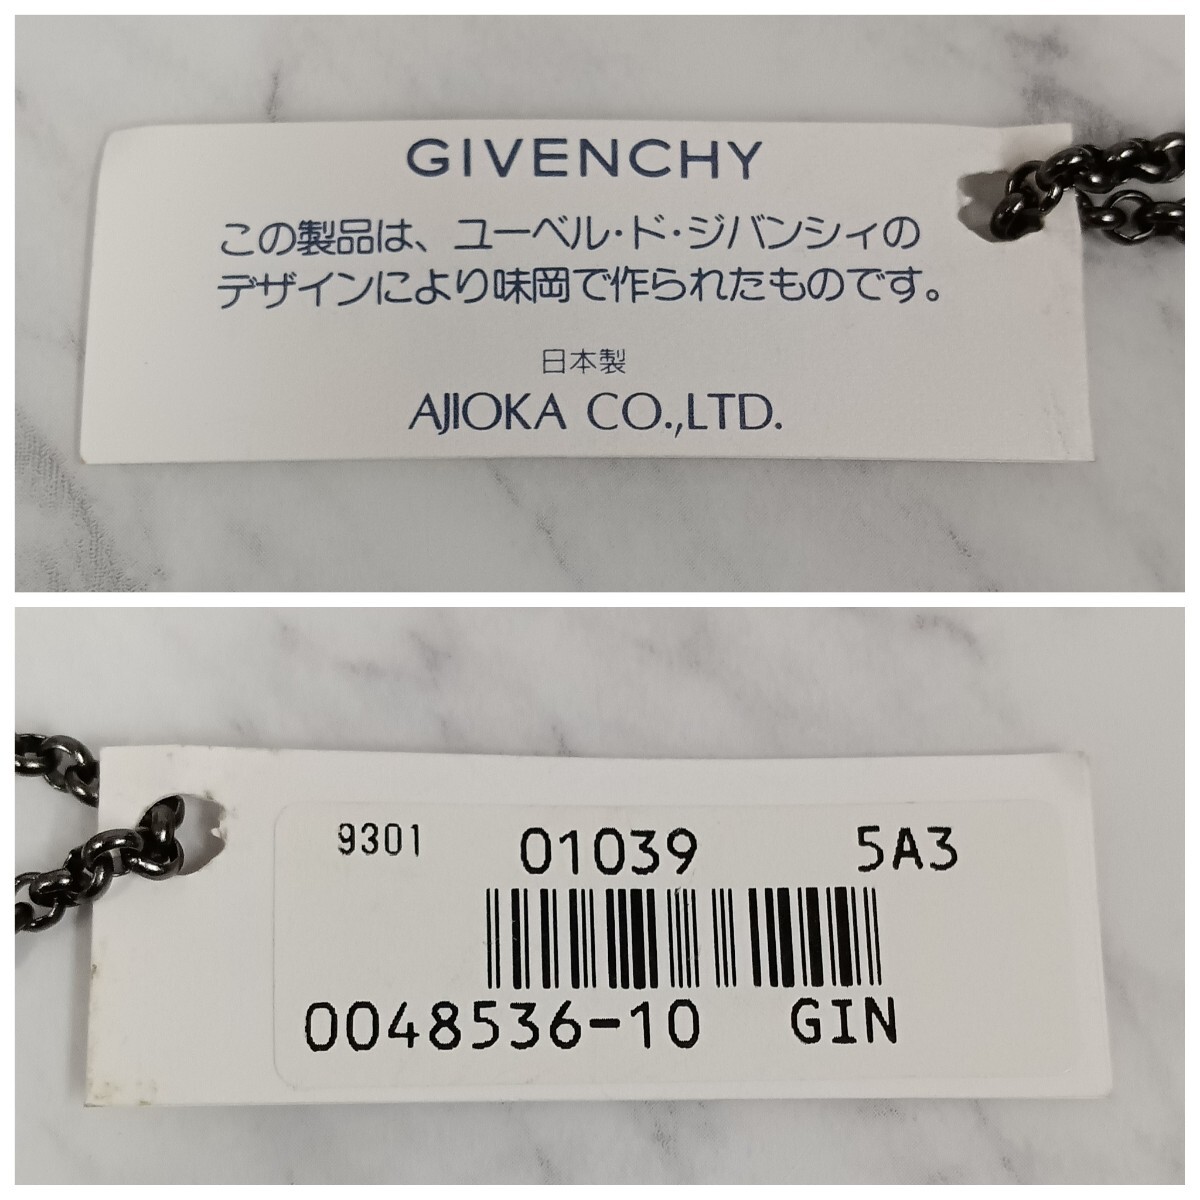 GIVENCHY
この製品は、ユーベル・ド・ジバンシィの
デザインにより味岡で作られたものです。
日本製
AJIOKA CO.,LTD.
9301 01039 5A3
0048536-10 GIN